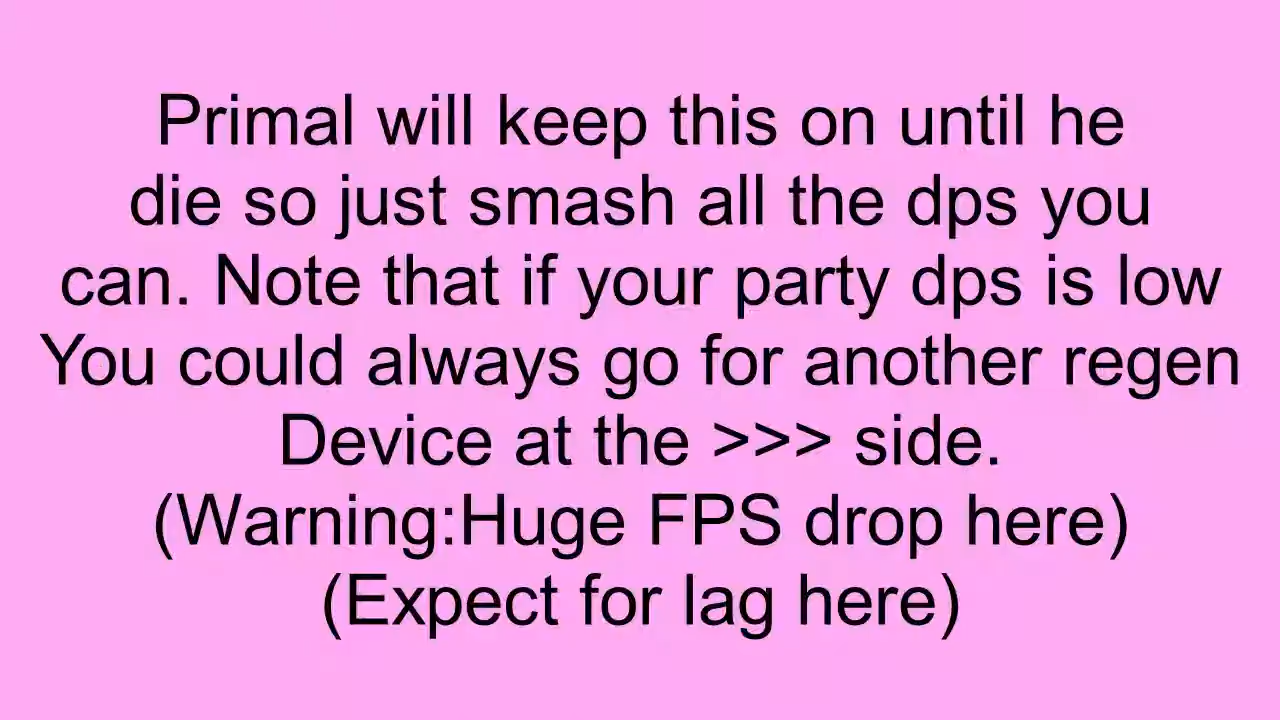 Primal will keep this on until he
die so just smash all the dps you
can. Note that if your party dps is low
You could always go for another regen
Device at the >>> side.
(Warning:Huge FPS drop here)
(Expect for lag here)